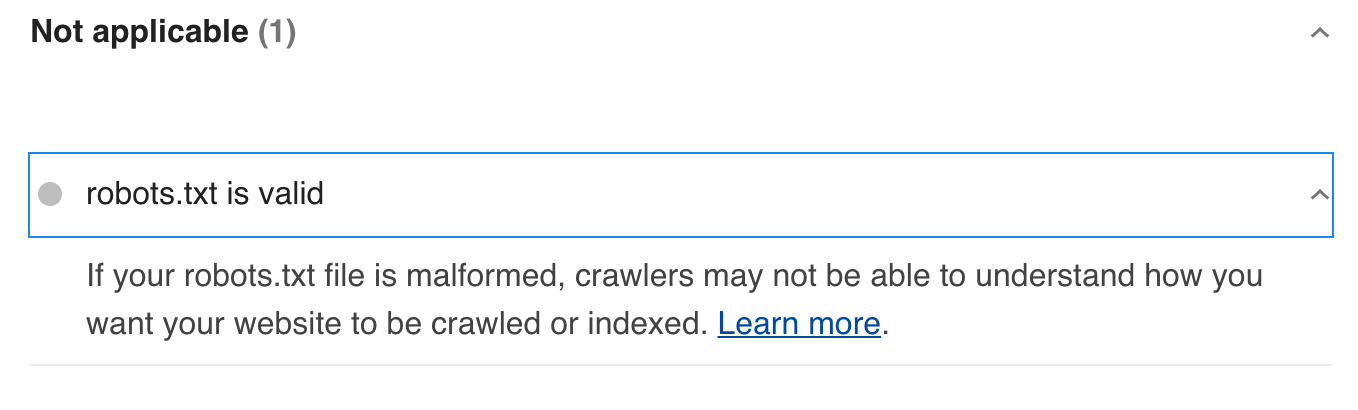 Not applicable (1)
robots.txt is valid
If your robots.txt file is malformed, crawlers may not be able to understand how you
want your website to be crawled or indexed. Learn more.